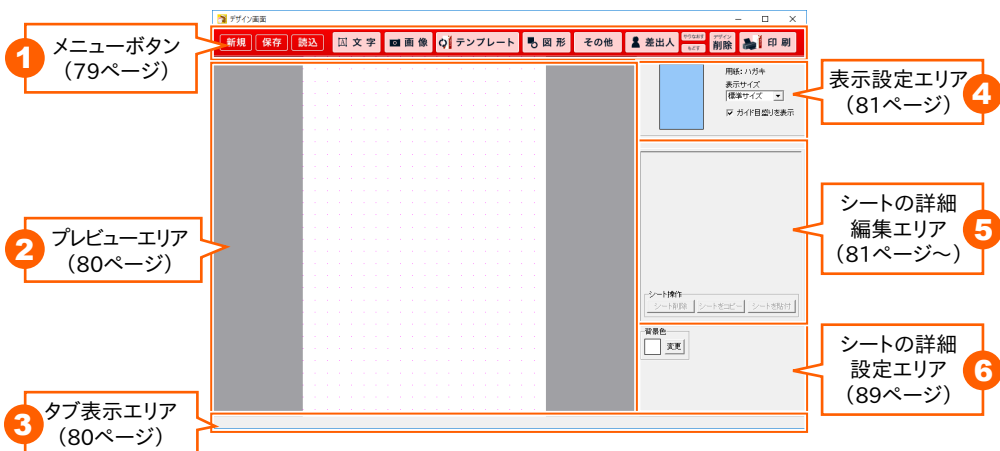 デザイン画面
新規 保存 読込 文字 画像 テンプレート 図形 その他 差出人 やりなおす もどす デザイン 削除 印刷
1 メニューボタン
（79ページ）
用紙: ハガキ
表示サイズ
標準サイズ
ガイド目盛りを表示
表示設定エリア 4
（81ページ）
2 プレビューエリア
（80ページ）
シートの詳細
編集エリア 5
（81ページ～）
シート操作
シート削除 シートをコピー シートを貼付
背景色
変更
シートの詳細
設定エリア 6
（89ページ）
3 タブ表示エリア
（80ページ）